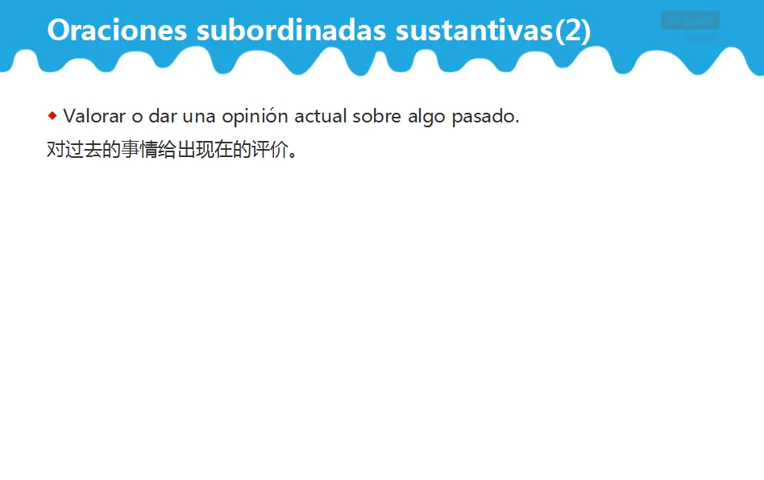 Oraciones subordinadas sustantivas(2)
Valorar o dar una opinión actual sobre algo pasado.
对过去的事情给出现在的评价。